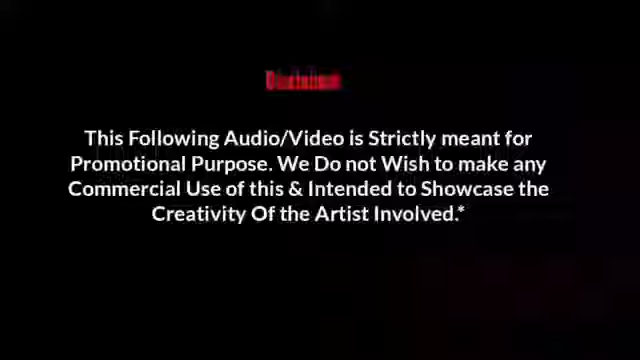 This Following Audio/Video is Strictly meant for
Promotional Purpose. We Do not Wish to make any
Commercial Use of this & Intended to Showcase the
Creativity Of the Artist Involved.*